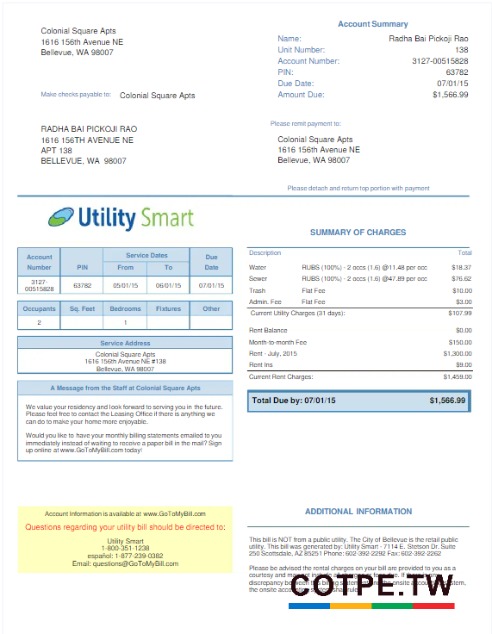 Colonial Square Apts
1616 156th Avenue NE
Bellevue, WA 98007
Make checks payable to: Colonial Square Apts
RADHA BAI PICKOJI RAO
1616 156TH AVENUE NE
APT 138
BELLEVUE, WA 98007
Account Summary
Name: Radha Bai Pickoji Rao
Unit Number: 138
Account Number: 3127-00515828
PIN: 63782
Due Date: 07/01/15
Amount Due: $1,566.99
Please remit payment to:
Colonial Square Apts
1616 156th Avenue NE
Bellevue, WA 98007
Please detach and return top portion with payment
Utility Smart
Account Number PIN Service Dates From To Due Date
3127-00515828 63782 05/01/15 06/01/15 07/01/15
Occupants Sq. Feet Bedrooms Fixtures Other
2 1
Service Address
Colonial Square Apts
1616 156th Avenue NE #138
Bellevue, WA 98007
A Message from the Staff at Colonial Square Apts
We value your residency and look forward to serving you in the future.
Please feel free to contact the Leasing Office if there is anything we
can do to make your home more enjoyable.
Would you like to have your monthly billing statements emailed to you
immediately instead of waiting to receive a paper bill in the mail? Sign
up online at www.GoToMyBill.com today!
SUMMARY OF CHARGES
Description Total
Water RUBS (100%) - 2 occs (1.6) @11.48 per occ $18.37
Sewer RUBS (100%) - 2 occs (1.6) @47.89 per occ $76.62
Trash Flat Fee $10.00
Admin. Fee Flat Fee $3.00
Current Utility Charges (31 days): $107.99
Rent Balance $0.00
Month-to-month Fee $150.00
Rent - July, 2015 $1,300.00
Rent Ins $9.00
Current Rent Charges: $1,459.00
Total Due by: 07/01/15 $1,566.99
Account Information is available at www.GoToMyBill.com
Questions regarding your utility bill should be directed to:
Utility Smart
1-800-351-1238
español: 1-877-239-0382
Email: questions@GoToMyBill.com
ADDITIONAL INFORMATION
This bill is NOT from a public utility. The City of Bellevue is the retail public
utility. This bill was generated by: Utility Smart - 7114 E. Stetson Dr. Suite
250 Scottsdale, AZ 85251 Phone: 602-392-2292 Fax: 602-392-2262
Please be advised the rental charges on your bill are provided to you as a
courtesy and may not include all
discrepancy between this billing
the onsite
COTPE.TW